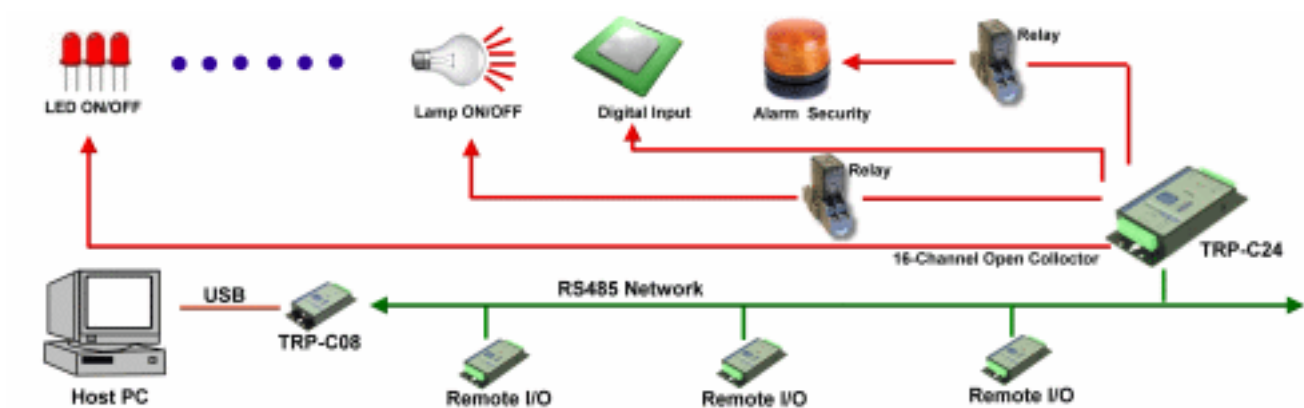 Relay
LED ON/OFF
Lamp ON/OFF
Digital Input
Alarm Security
Relay
16-Channel Open Colloctor
TRP-C24
USB
RS485 Network
TRP-C08
Host PC
Remote I/O
Remote I/O
Remote I/O